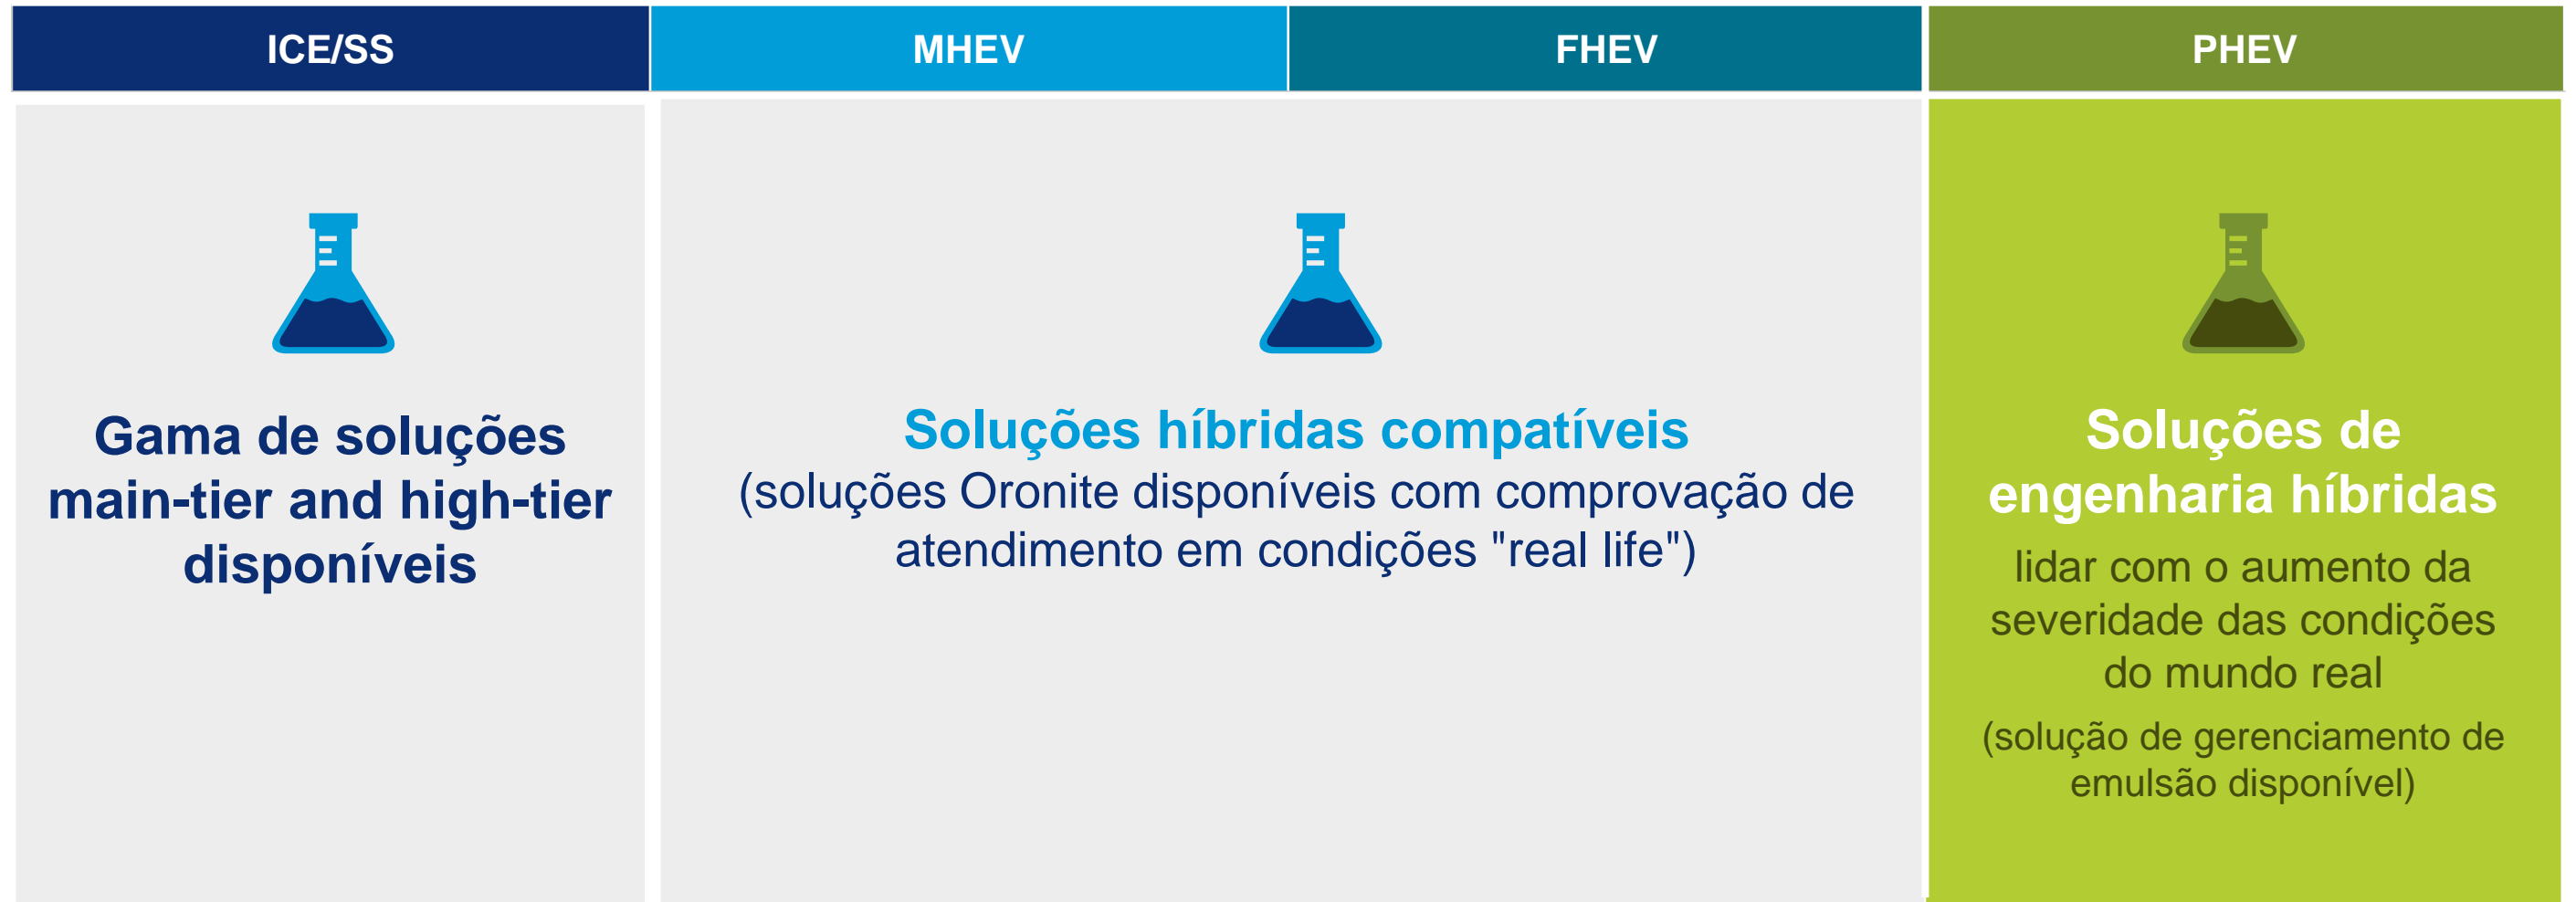 ICE/SS
MHEV
FHEV
PHEV
Gama de soluções
main-tier and high-tier
disponíveis
Soluções híbridas compatíveis
(soluções Oronite disponíveis com comprovação de
atendimento em condições "real life")
Soluções de
engenharia híbridas
lidar com o aumento da
severidade das condições
do mundo real
(solução de gerenciamento de
emulsão disponível)